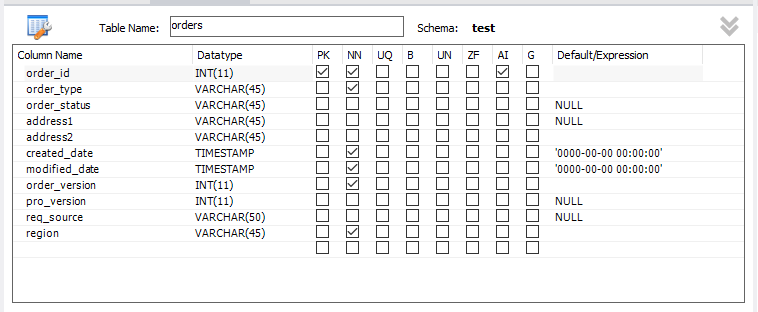 Table Name: orders Schema: test
Column Name Datatype PK NN UQ B UN ZF AI G Default/Expression
order_id INT(11)
order_type VARCHAR(45)
order_status VARCHAR(45) NULL
address1 VARCHAR(45) NULL
address2 VARCHAR(45)
created_date TIMESTAMP '0000-00-00 00:00:00'
modified_date TIMESTAMP '0000-00-00 00:00:00'
order_version INT(11)
pro_version INT(11) NULL
req_source VARCHAR(50) NULL
region VARCHAR(45)